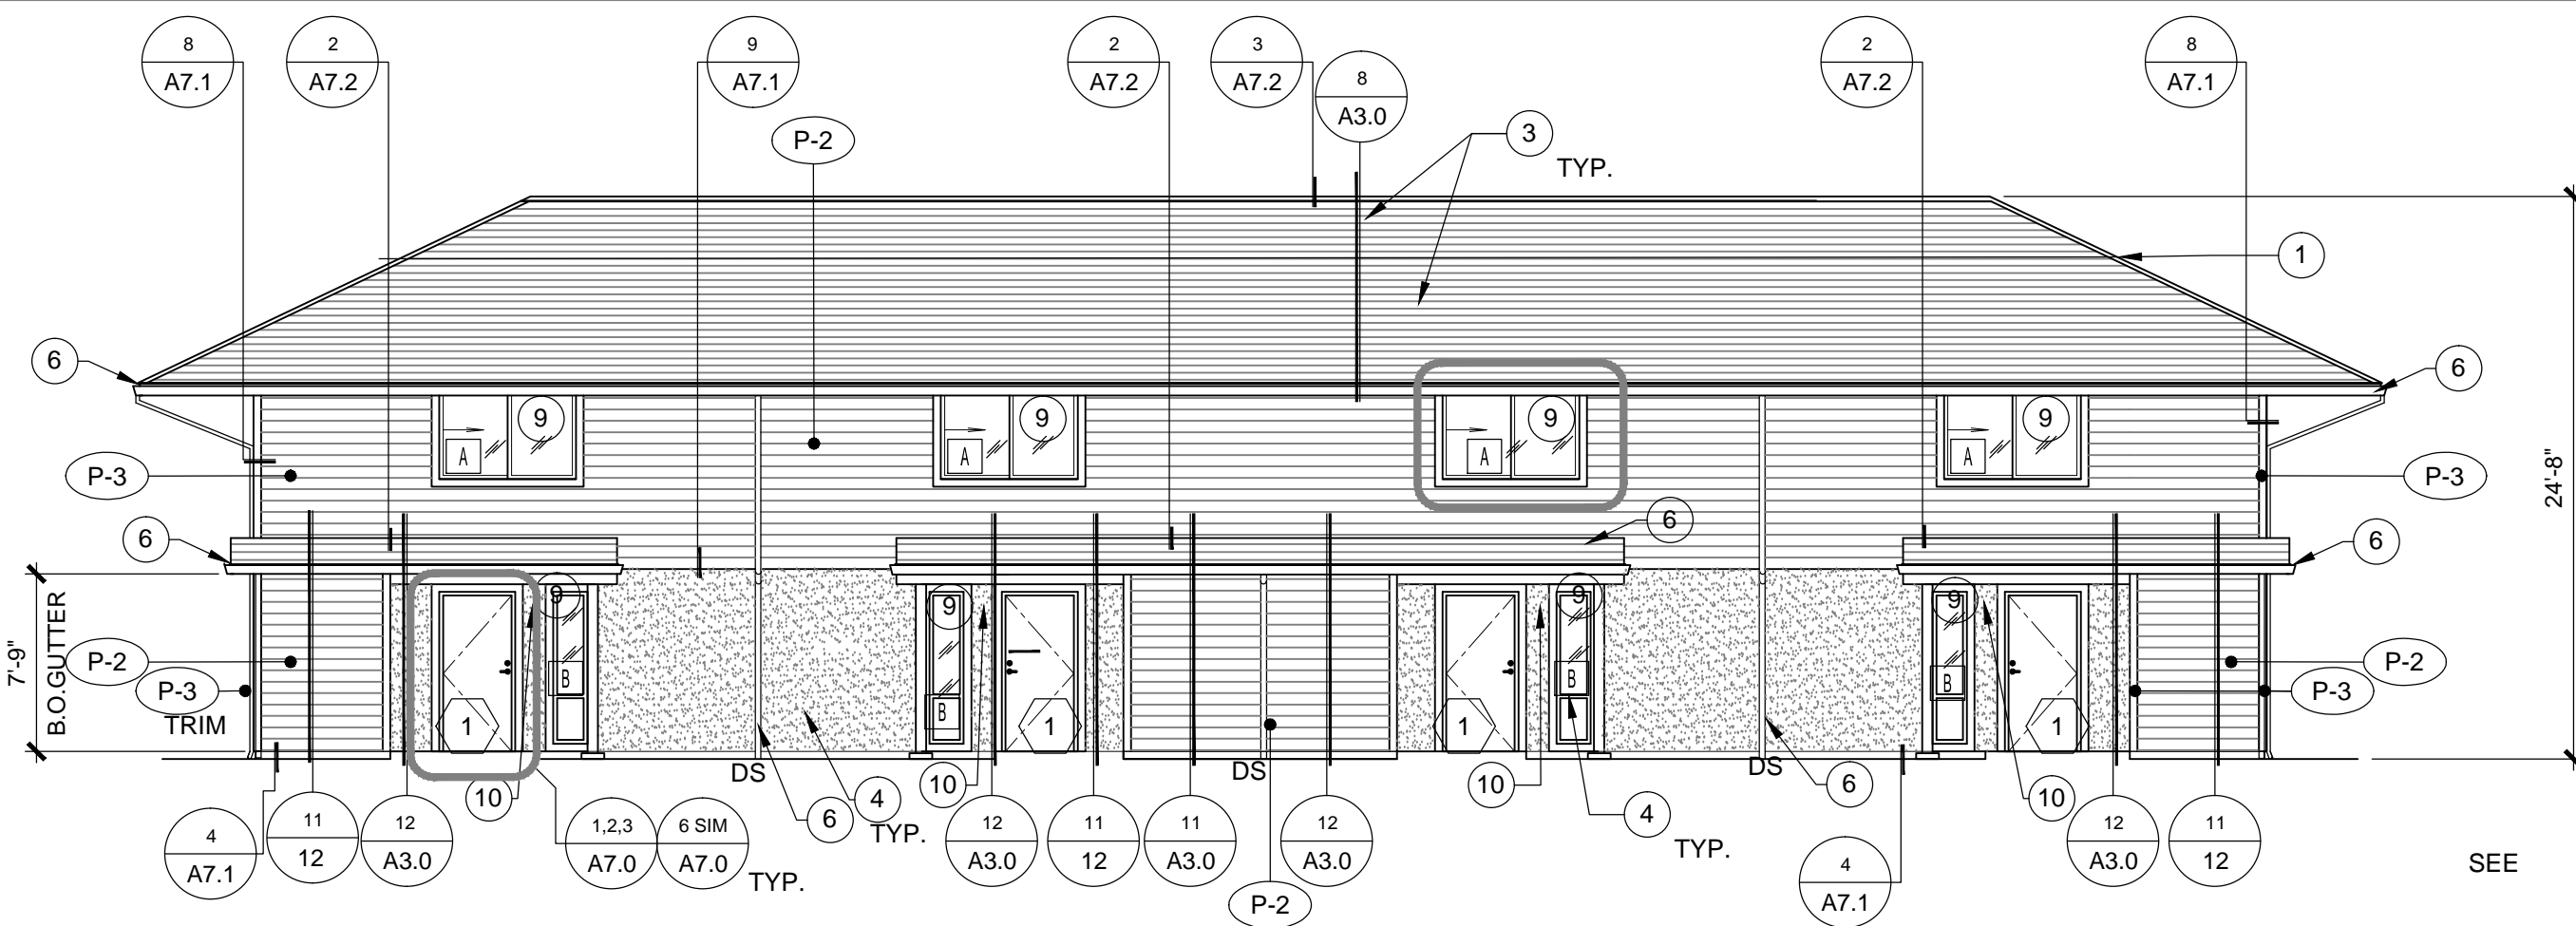 8
A7.1
2
A7.2
9
A7.1
2
A7.2
3
A7.2
8
A3.0
2
A7.2
8
A7.1
P-2
3
TYP.
1
6
6
9
A
9
A
9
A
9
A
P-3
P-3
24'-8"
6
6
6
7'-9"
B.O.GUTTER
9
9
9
9
P-2
P-3
TRIM
B
B
B
B
P-2
P-3
1
1
1
1
DS
DS
DS
10
6
4
TYP.
10
10
4
TYP.
6
10
4
A7.1
11
12
12
A3.0
1,2,3
A7.0
6 SIM
A7.0
TYP.
12
A3.0
11
12
11
A3.0
12
A3.0
P-2
4
A7.1
12
A3.0
11
12
SEE